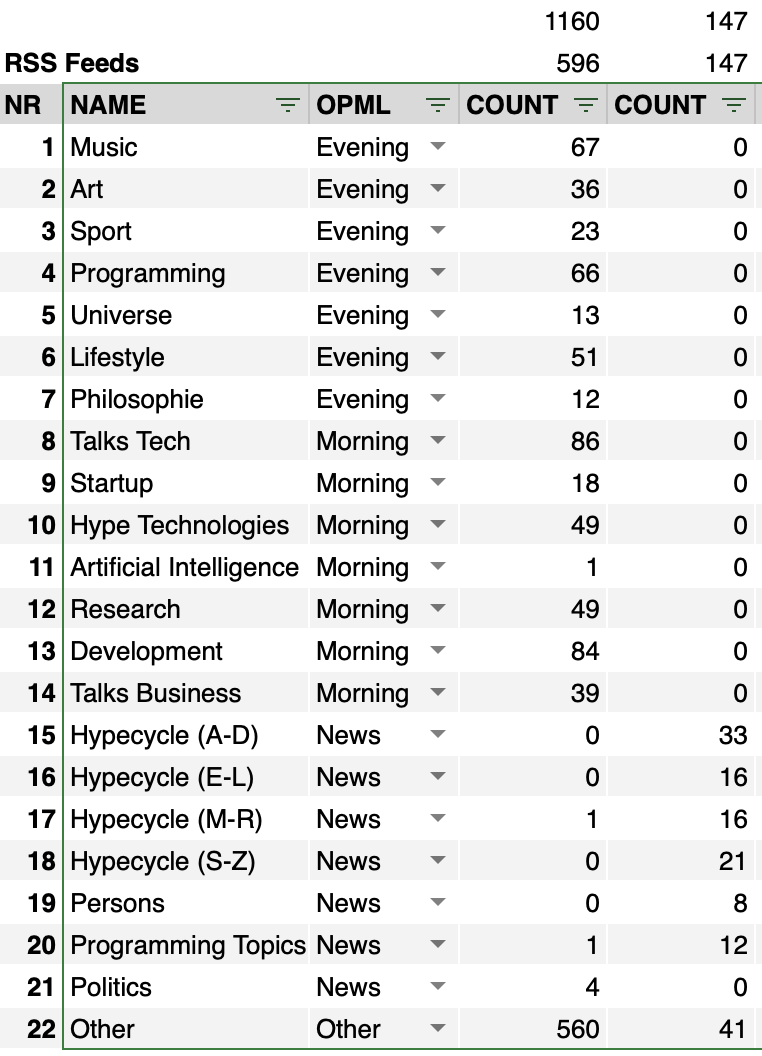 1160 147
RSS Feeds 596 147
NR NAME OPML COUNT COUNT
1 Music Evening 67 0
2 Art Evening 36 0
3 Sport Evening 23 0
4 Programming Evening 66 0
5 Universe Evening 13 0
6 Lifestyle Evening 51 0
7 Philosophie Evening 12 0
8 Talks Tech Morning 86 0
9 Startup Morning 18 0
10 Hype Technologies Morning 49 0
11 Artificial Intelligence Morning 1 0
12 Research Morning 49 0
13 Development Morning 84 0
14 Talks Business Morning 39 0
15 Hypecycle (A-D) News 0 33
16 Hypecycle (E-L) News 0 16
17 Hypecycle (M-R) News 1 16
18 Hypecycle (S-Z) News 0 21
19 Persons News 0 8
20 Programming Topics News 1 12
21 Politics News 4 0
22 Other Other 560 41